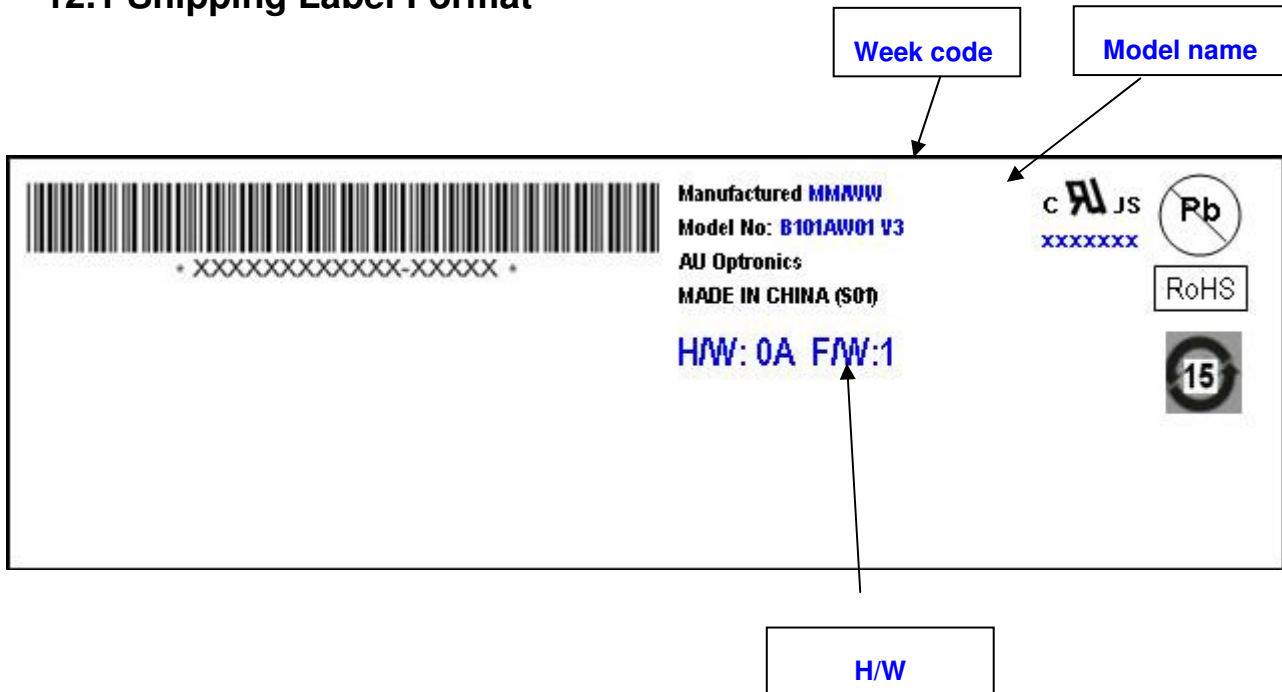 12.1 Shipping Label Format
Week code
Model name
Manufactured MM/WW
Model No: B101AW01 V3
AU Optronics
MADE IN CHINA (S01)
H/W: 0A F/W:1
* XXXXXXXXXXXX-XXXXX *
C RU US
XXXXXXX
Pb
RoHS
15
H/W